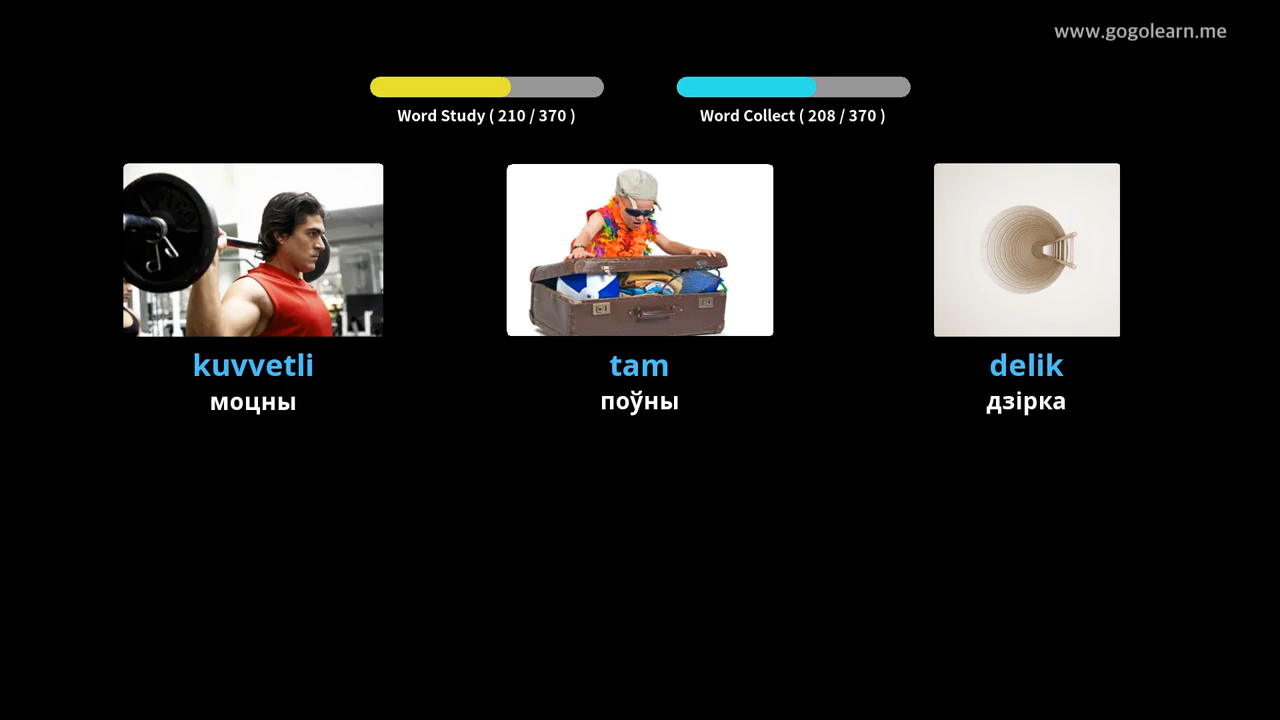 www.gogolearn.me
Word Study ( 210 / 370 )
Word Collect ( 208 / 370 )
kuvvetli
моцны
tam
поўны
delik
дзірка